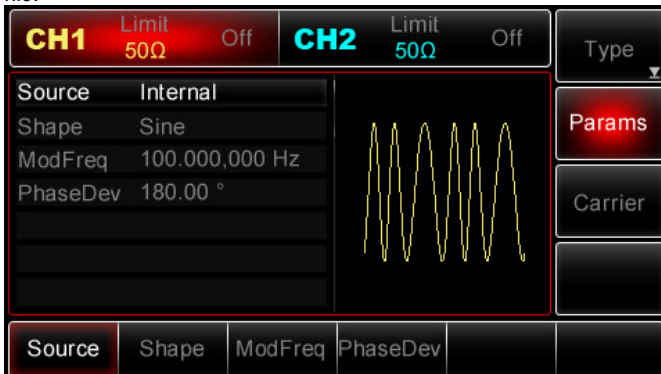 CH1 Limit 50Ω Off CH2 Limit 50Ω Off
Type
Source Internal
Shape Sine
ModFreq 100.000,000 Hz
PhaseDev 180.00 °
Params
Carrier
Source Shape ModFreq PhaseDev